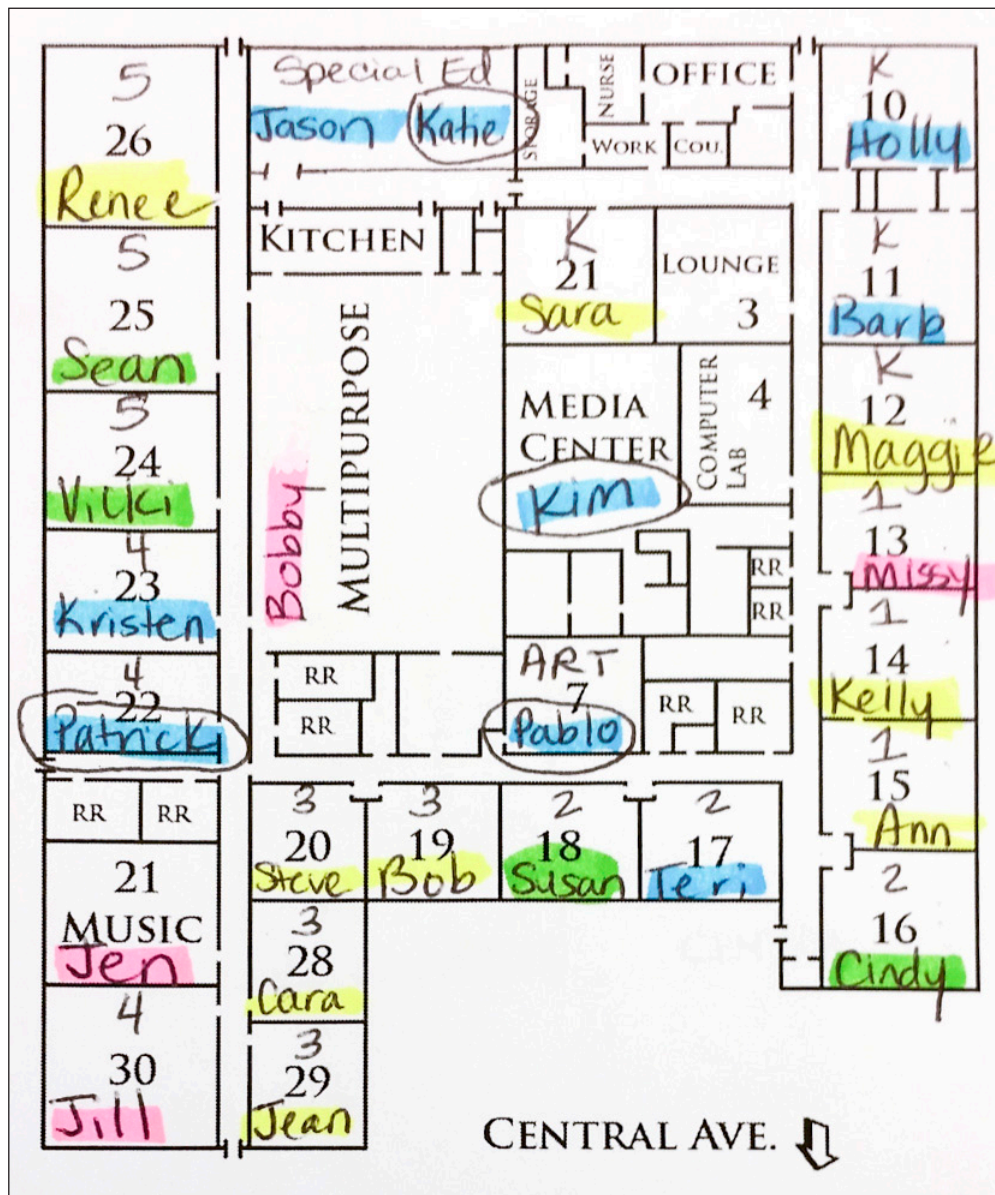 5
26
Renee
5
25
Sean
5
24
Vicki
4
23
Kristen
4
22
Patrick
RR
RR
21
MUSIC
Jen
4
30
Jill
Special Ed
Jason Katie
STORAGE
NURSE
OFFICE
WORK
COU.
KITCHEN
MULTIPURPOSE
Bobby
K
21
Sara
LOUNGE
3
MEDIA
CENTER
Kim
COMPUTER
LAB
4
RR
RR
RR
RR
ART
7
Pablo
RR
RR
3
20
Steve
3
19
Bob
2
18
Susan
2
17
Teri
3
28
Cara
3
29
Jean
K
10
Holly
K
11
Barb
K
12
Maggie
1
13
Missy
1
14
Kelly
1
15
Ann
2
16
Cindy
CENTRAL AVE.